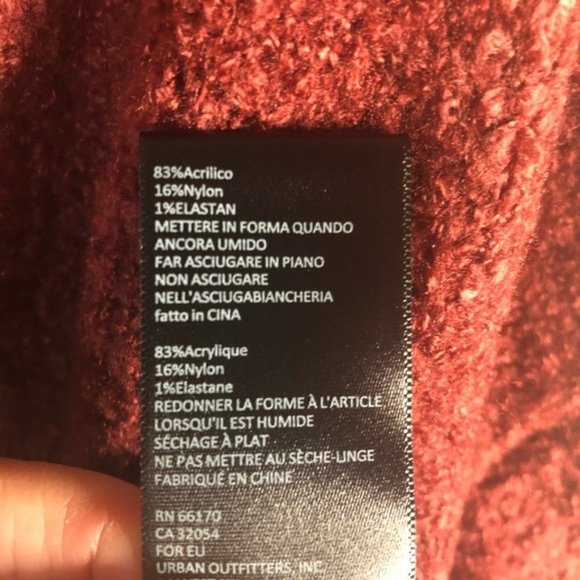 83%Acrilico
16%Nylon
1%ELASTAN
METTERE IN FORMA QUANDO
ANCORA UMIDO
FAR ASCIUGARE IN PIANO
NON ASCIUGARE
NELL'ASCIUGABIANCHERIA
fatto in CINA
83%Acrylique
16%Nylon
1%Elastane
REDONNER LA FORME À L'ARTICLE
LORSQU'IL EST HUMIDE
SÉCHAGE À PLAT
NE PAS METTRE AU SÈCHE-LINGE
FABRIQUÉ EN CHINE
RN 66170
CA 32054
FOR EU
URBAN OUTFITTERS, INC.